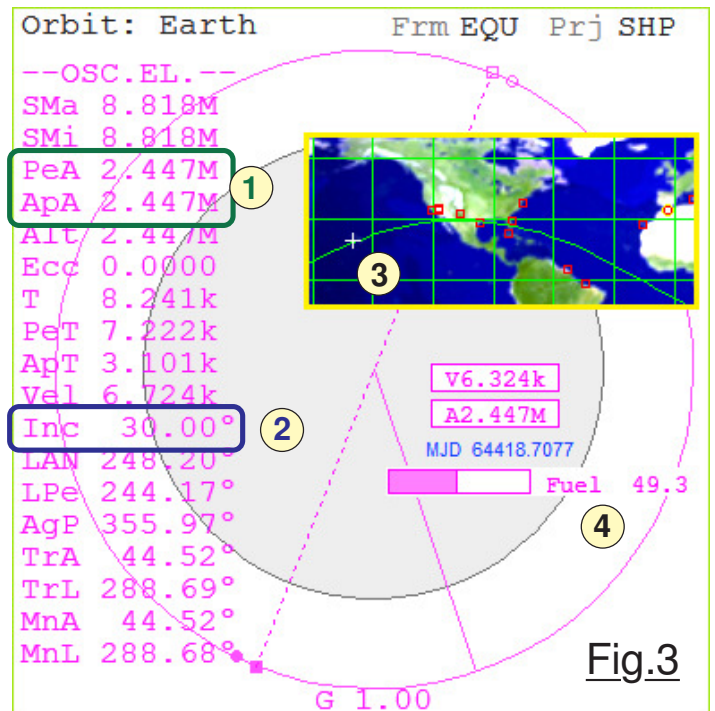 Orbit: Earth Frm EQU Prj SHP
--OSC.EL.--
SMa 8.818M
SMi 8.818M
PeA 2.447M
ApA 2.447M
1
Alt 2.447M
Ecc 0.0000
T 8.241k
PeT 7.222k
ApT 3.101k
Vel 6.724k
Inc 30.00°
2
LAN 248.20°
LPe 244.17°
AgP 355.97°
TrA 44.52°
TrL 288.69°
MnA 44.52°
MnL 288.68°
3
V6.324k
A2.447M
MJD 64418.7077
Fuel 49.3
4
Fig.3
G 1.00